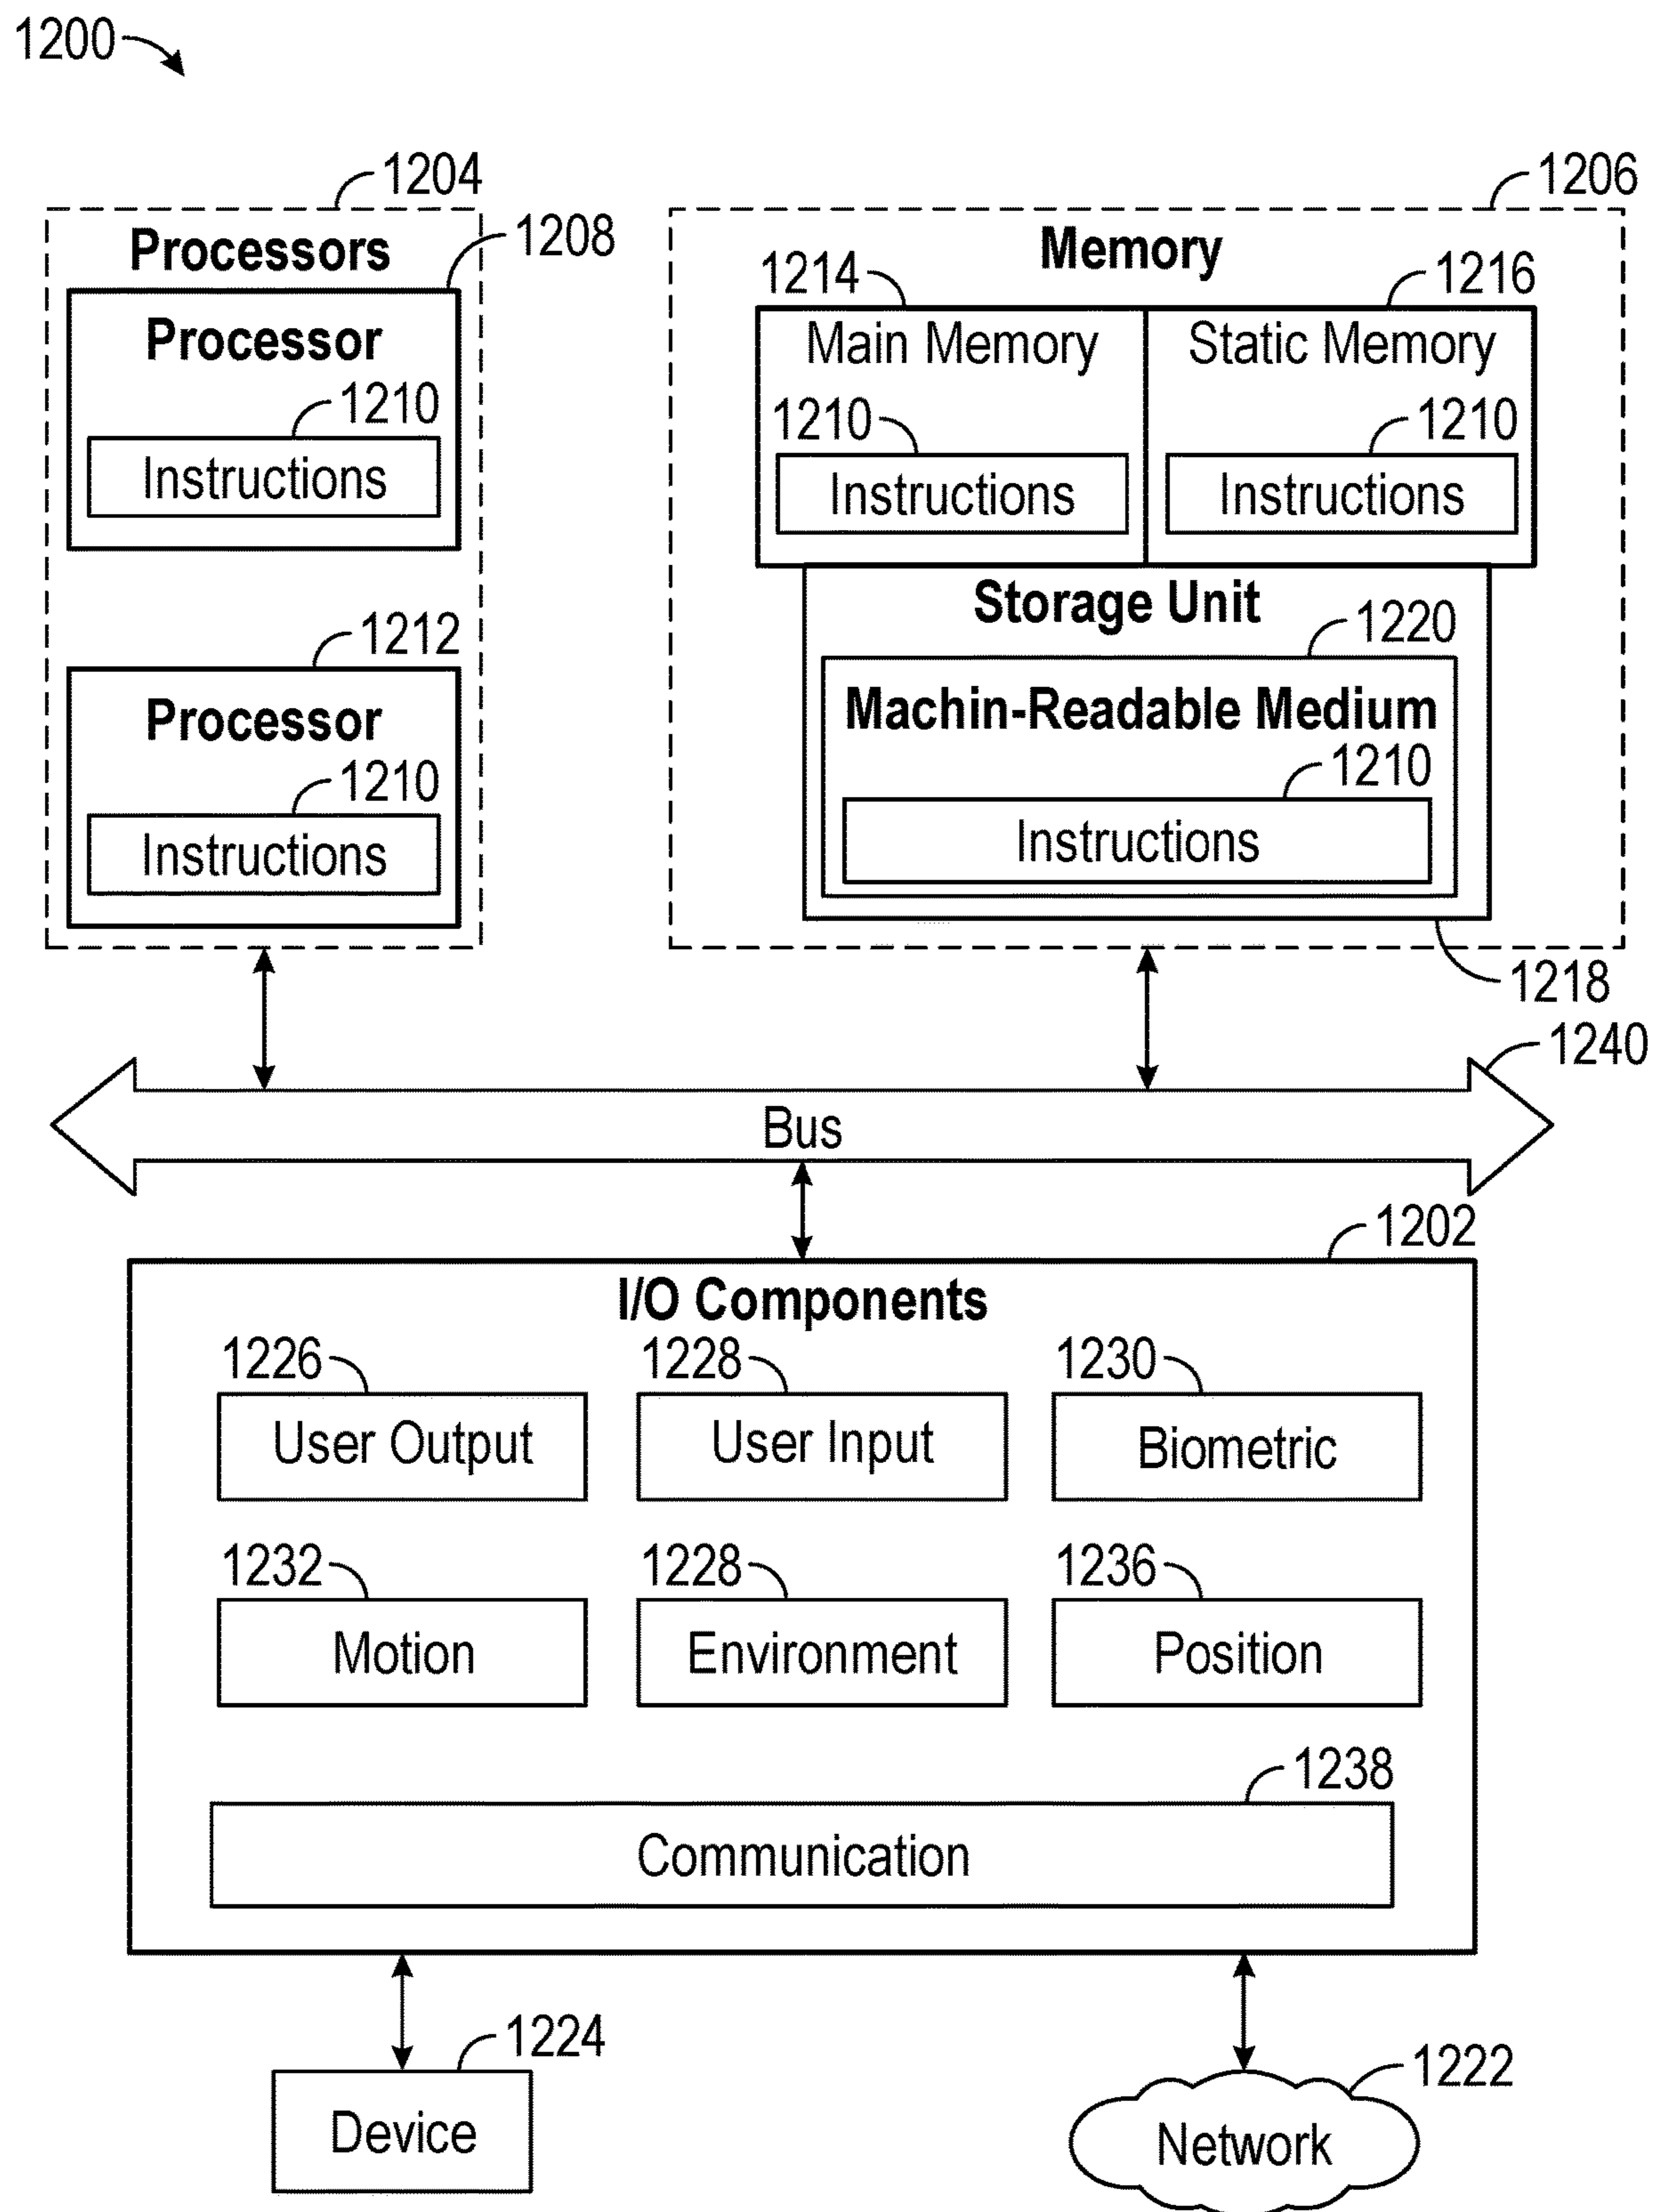 1200
1204
1206
Processors
1208
Memory
1214
1216
Processor
Main Memory
Static Memory
1210
1210
1210
Instructions
Instructions
Instructions
Storage Unit
1212
1220
Processor
Machin-Readable Medium
1210
1210
Instructions
Instructions
1218
1240
Bus
1202
I/O Components
1226
1228
1230
User Output
User Input
Biometric
1232
1228
1236
Motion
Environment
Position
1238
Communication
1224
1222
Device
Network